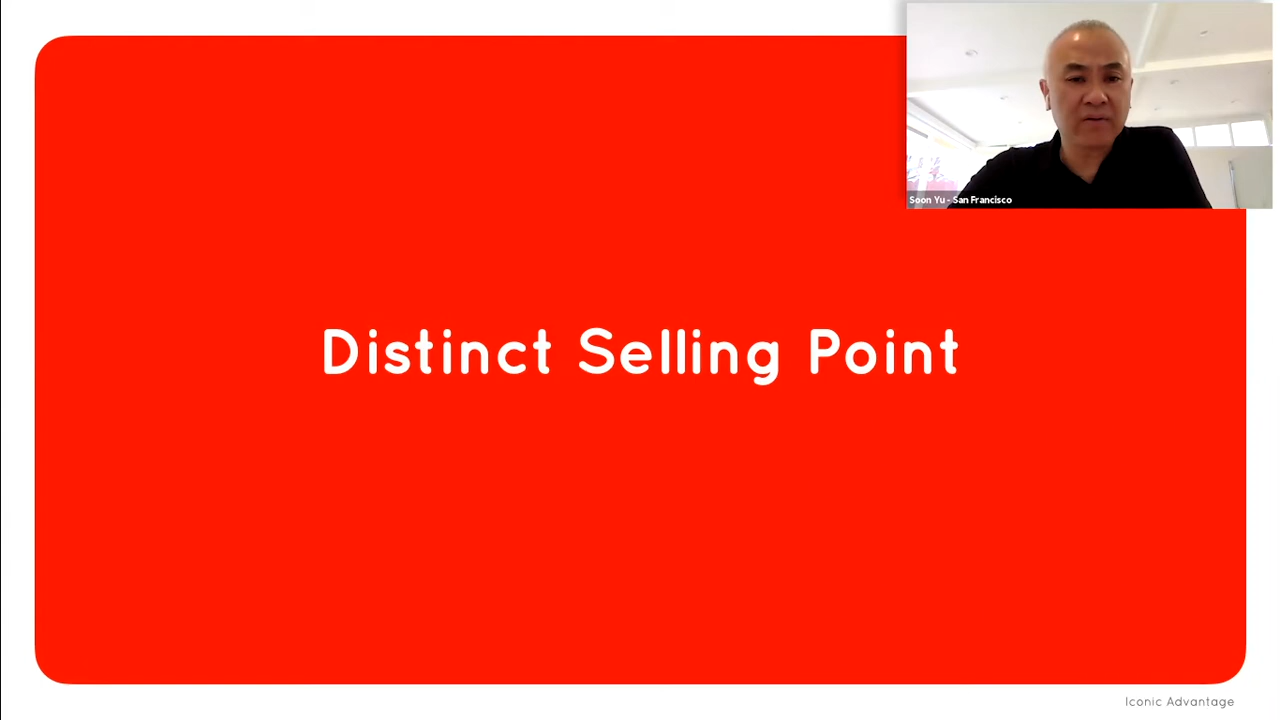 Soon Yu - San Francisco
Distinct Selling Point
Iconic Advantage